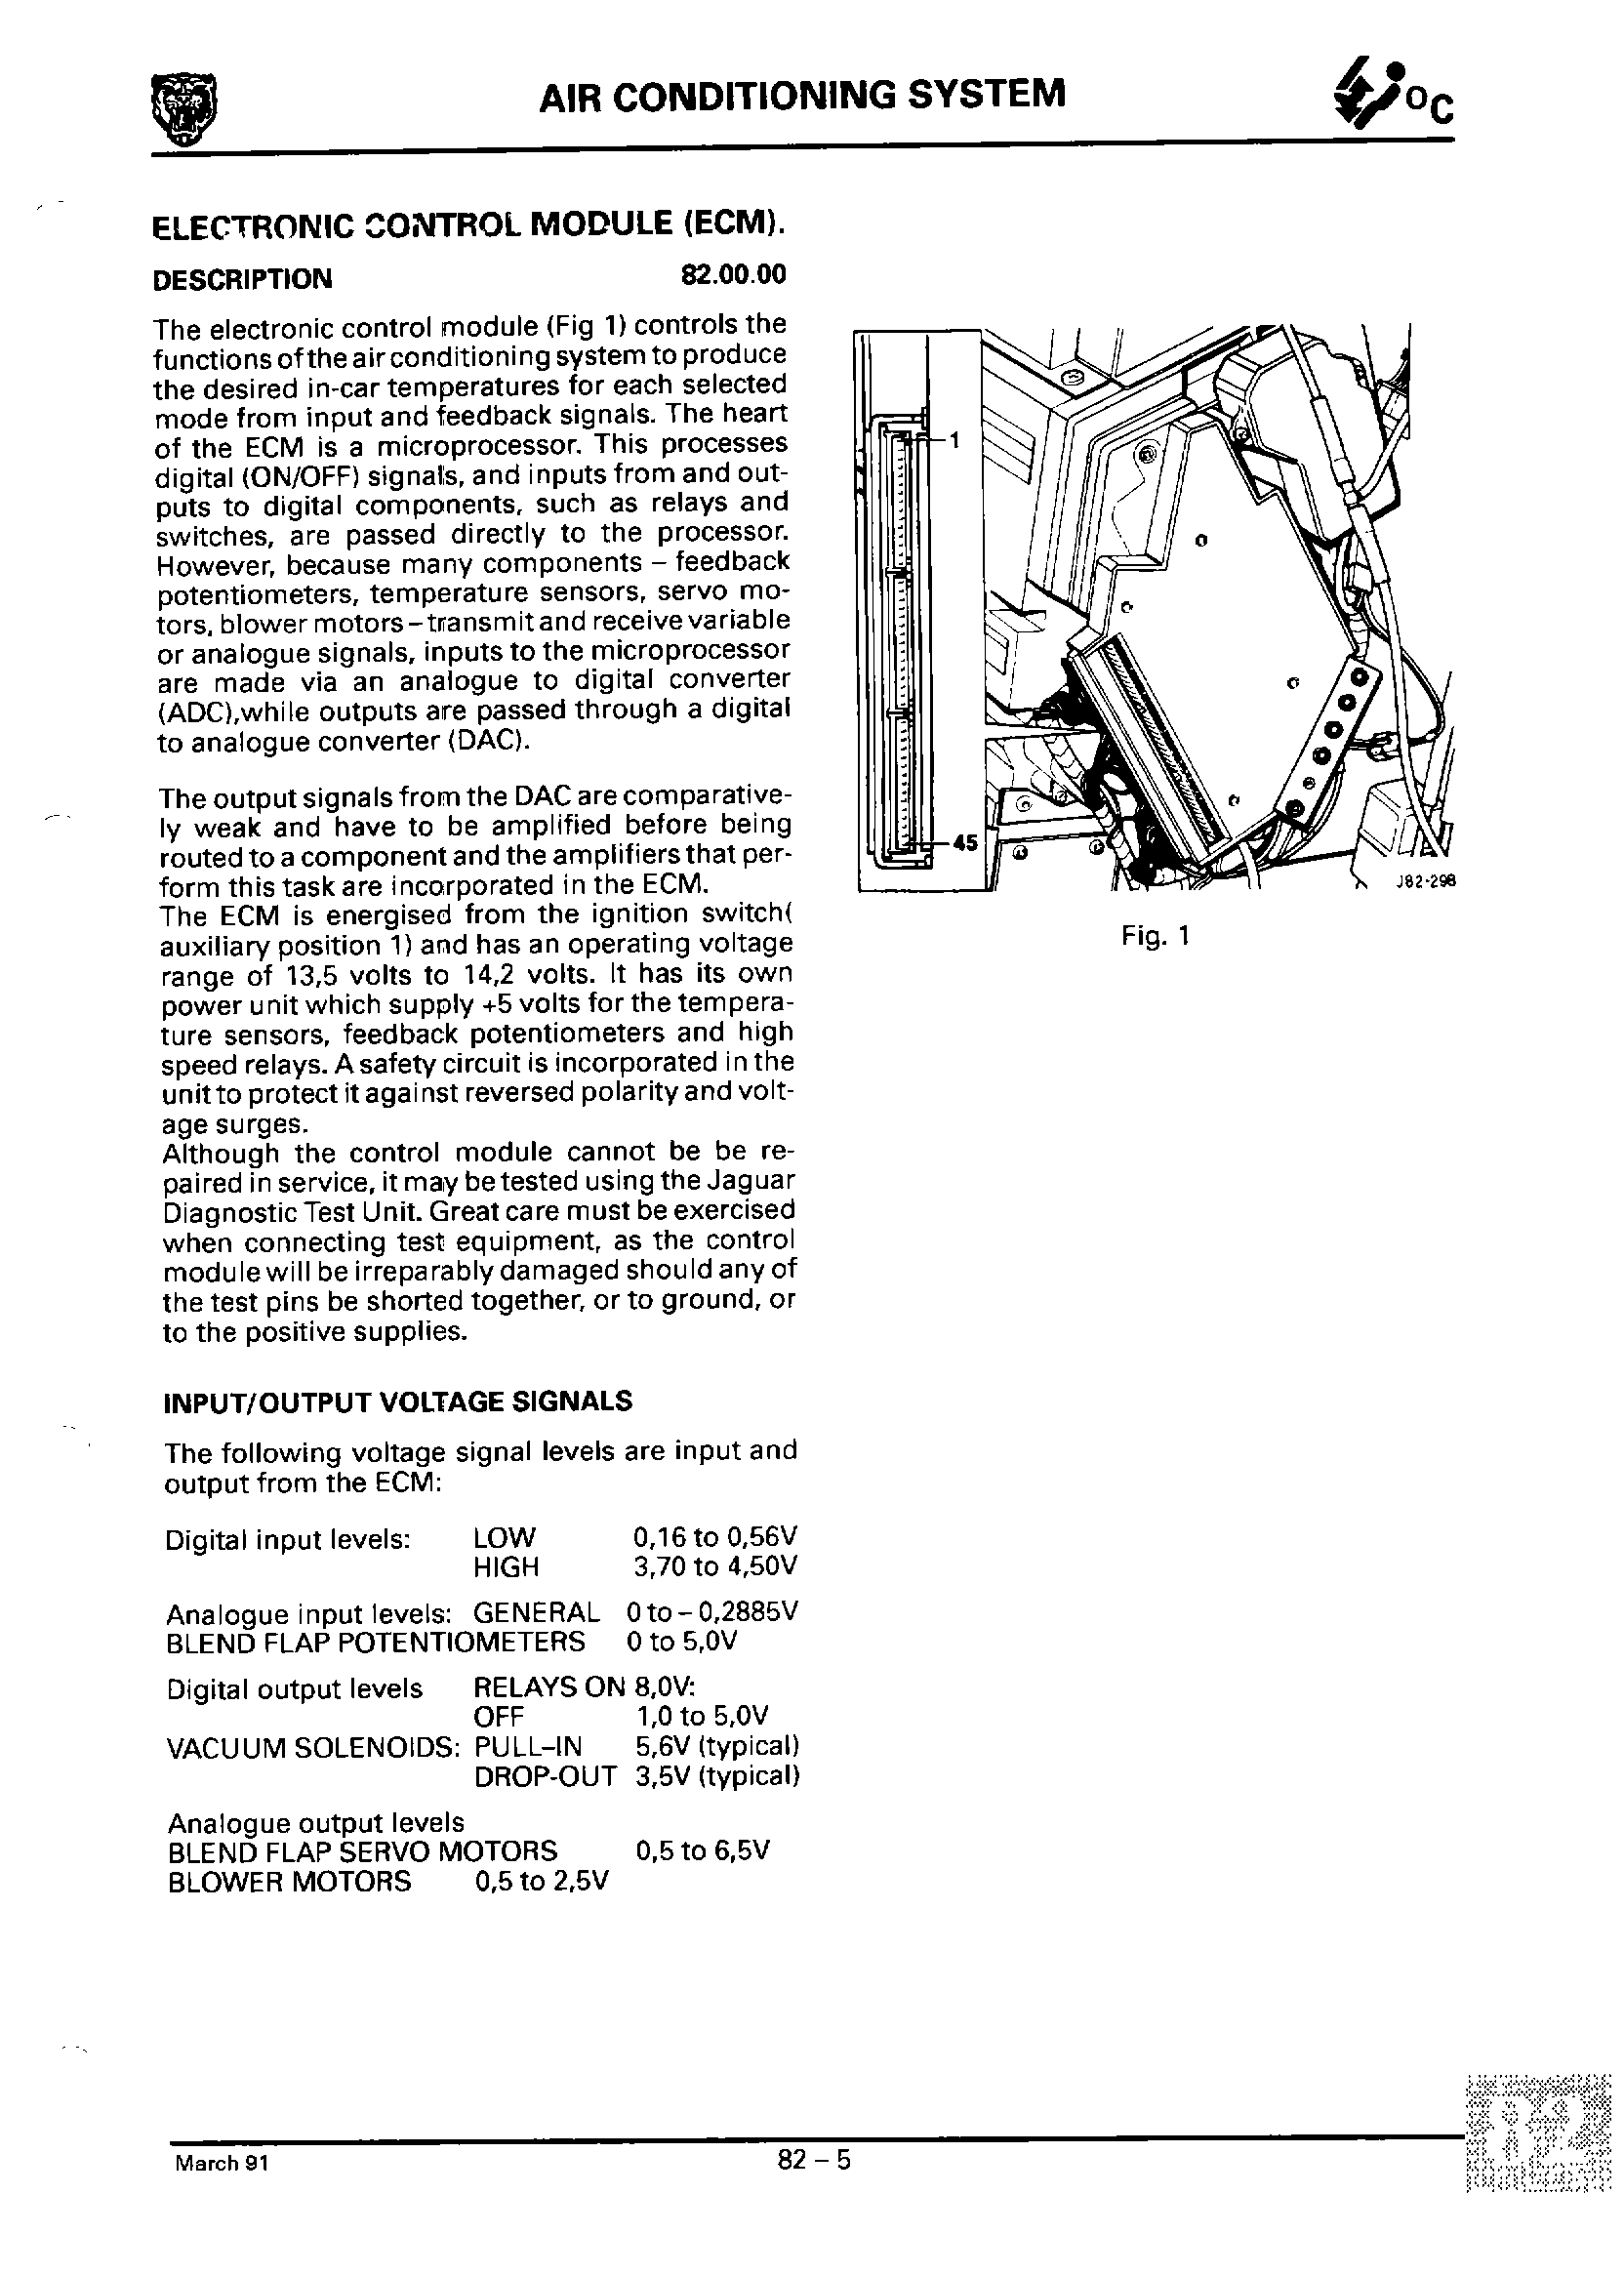 AIR CONDITIONING SYSTEM
°C
ELECTRONIC CONTROL MODULE (ECM).
DESCRIPTION 82.00.00
The electronic control module (Fig 1) controls the
functions of the air conditioning system to produce
the desired in-car temperatures for each selected
mode from input and feedback signals. The heart
of the ECM is a microprocessor. This processes
digital (ON/OFF) signals, and inputs from and out-
puts to digital components, such as relays and
switches, are passed directly to the processor.
However, because many components – feedback
potentiometers, temperature sensors, servo mo-
tors, blower motors – transmit and receive variable
or analogue signals, inputs to the microprocessor
are made via an analogue to digital converter
(ADC),while outputs are passed through a digital
to analogue converter (DAC).
The output signals from the DAC are comparative-
ly weak and have to be amplified before being
routed to a component and the amplifiers that per-
form this task are incorporated in the ECM.
The ECM is energised from the ignition switch(
auxiliary position 1) and has an operating voltage
range of 13,5 volts to 14,2 volts. It has its own
power unit which supply +5 volts for the tempera-
ture sensors, feedback potentiometers and high
speed relays. A safety circuit is incorporated in the
unit to protect it against reversed polarity and volt-
age surges.
Although the control module cannot be be re-
paired in service, it may be tested using the Jaguar
Diagnostic Test Unit. Great care must be exercised
when connecting test equipment, as the control
module will be irreparably damaged should any of
the test pins be shorted together, or to ground, or
to the positive supplies.
INPUT/OUTPUT VOLTAGE SIGNALS
The following voltage signal levels are input and
output from the ECM:
Digital input levels: LOW 0,16 to 0,56V
HIGH 3,70 to 4,50V
Analogue input levels: GENERAL 0 to – 0,2885V
BLEND FLAP POTENTIOMETERS 0 to 5,0V
Digital output levels RELAYS ON 8,0V:
OFF 1,0 to 5,0V
VACUUM SOLENOIDS: PULL–IN 5,6V (typical)
DROP-OUT 3,5V (typical)
Analogue output levels
BLEND FLAP SERVO MOTORS 0,5 to 6,5V
BLOWER MOTORS 0,5 to 2,5V
1
45
J82-298
Fig. 1
March 91
82 – 5
82